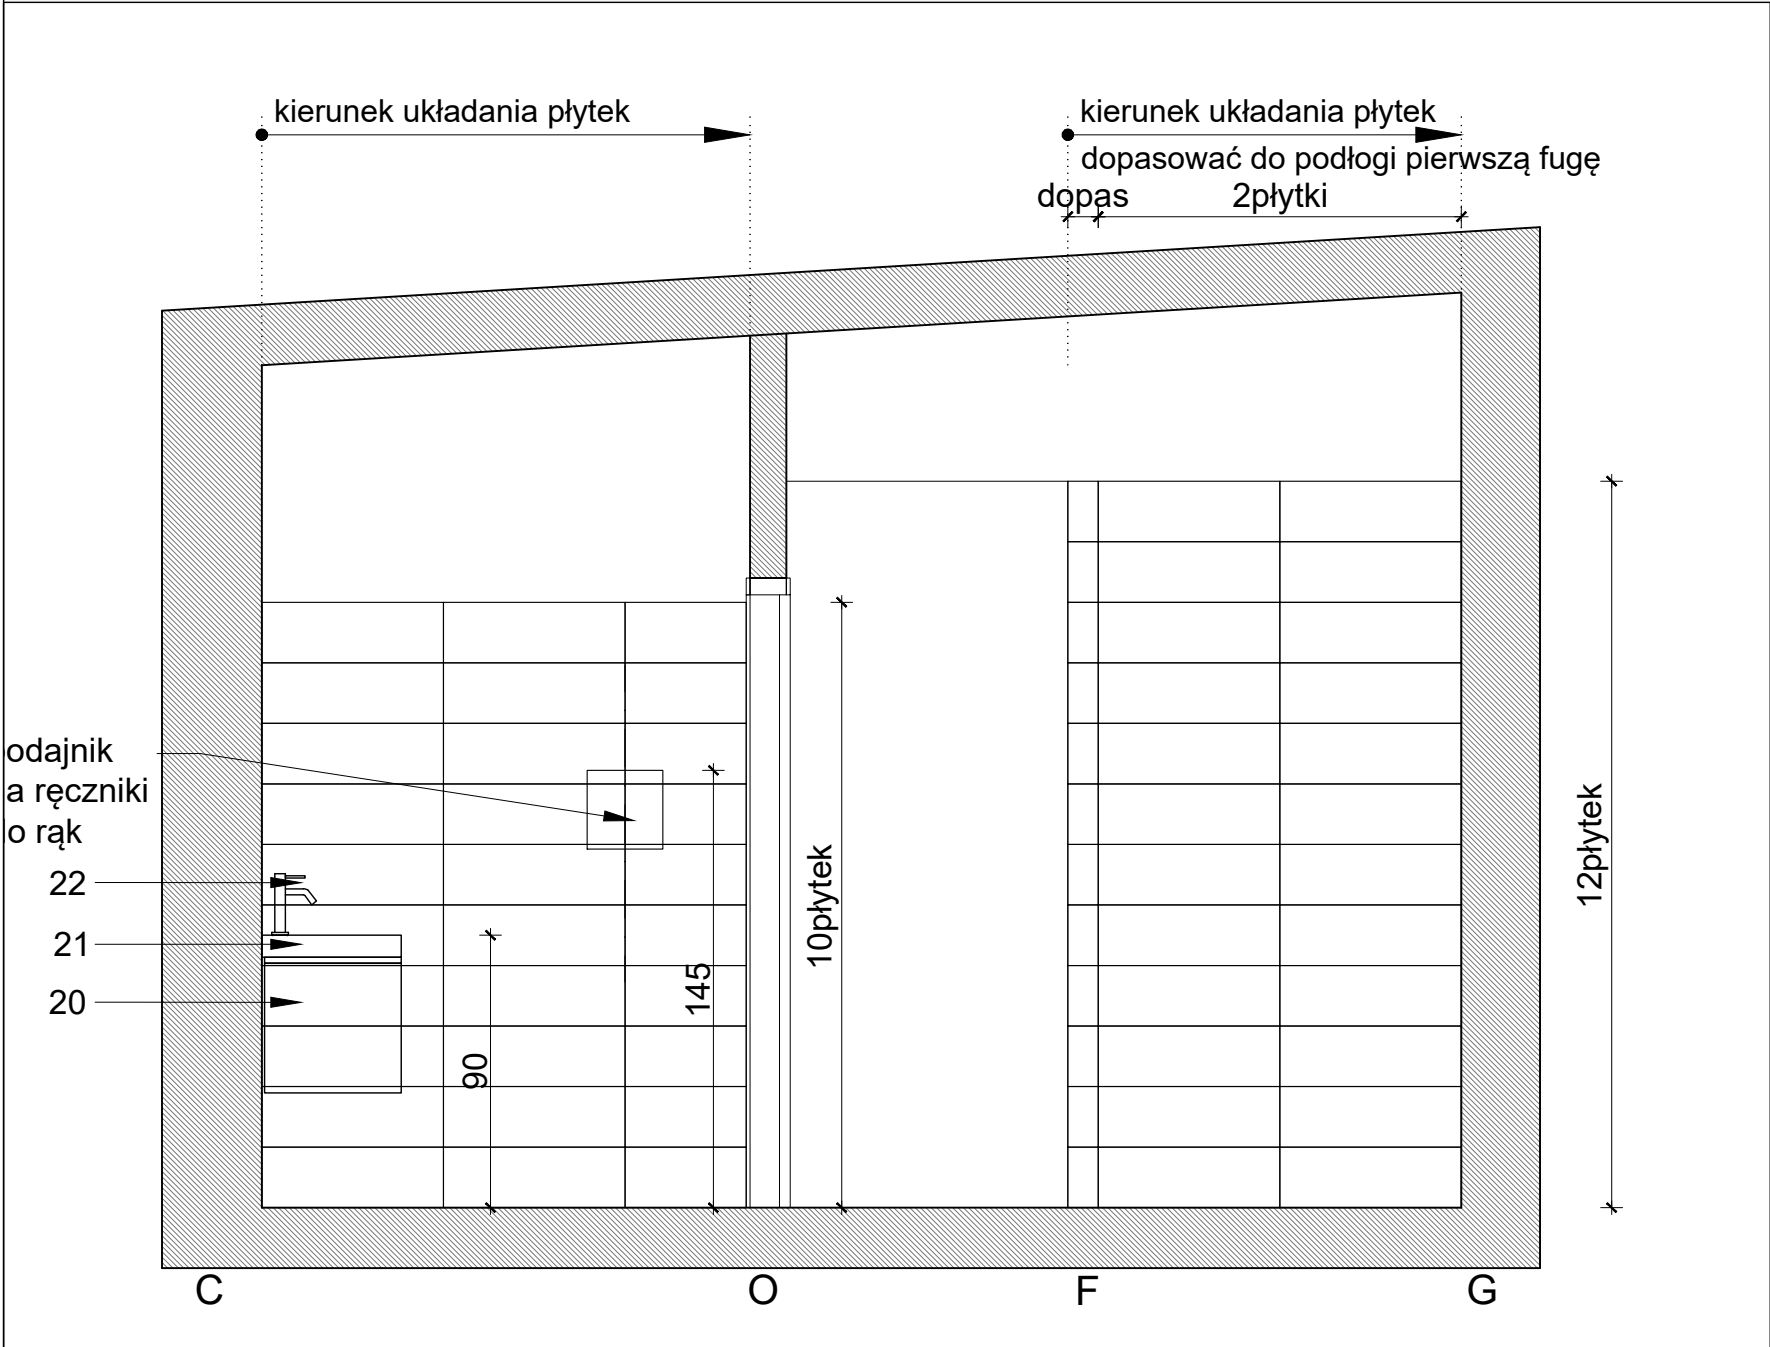 kierunek układania płytek
kierunek układania płytek
dopasować do podłogi pierwszą fugę
dopas
2płytki
odajnik
a ręczniki
o rąk
22
21
20
90
145
10płytek
12płytek
C
O
F
G